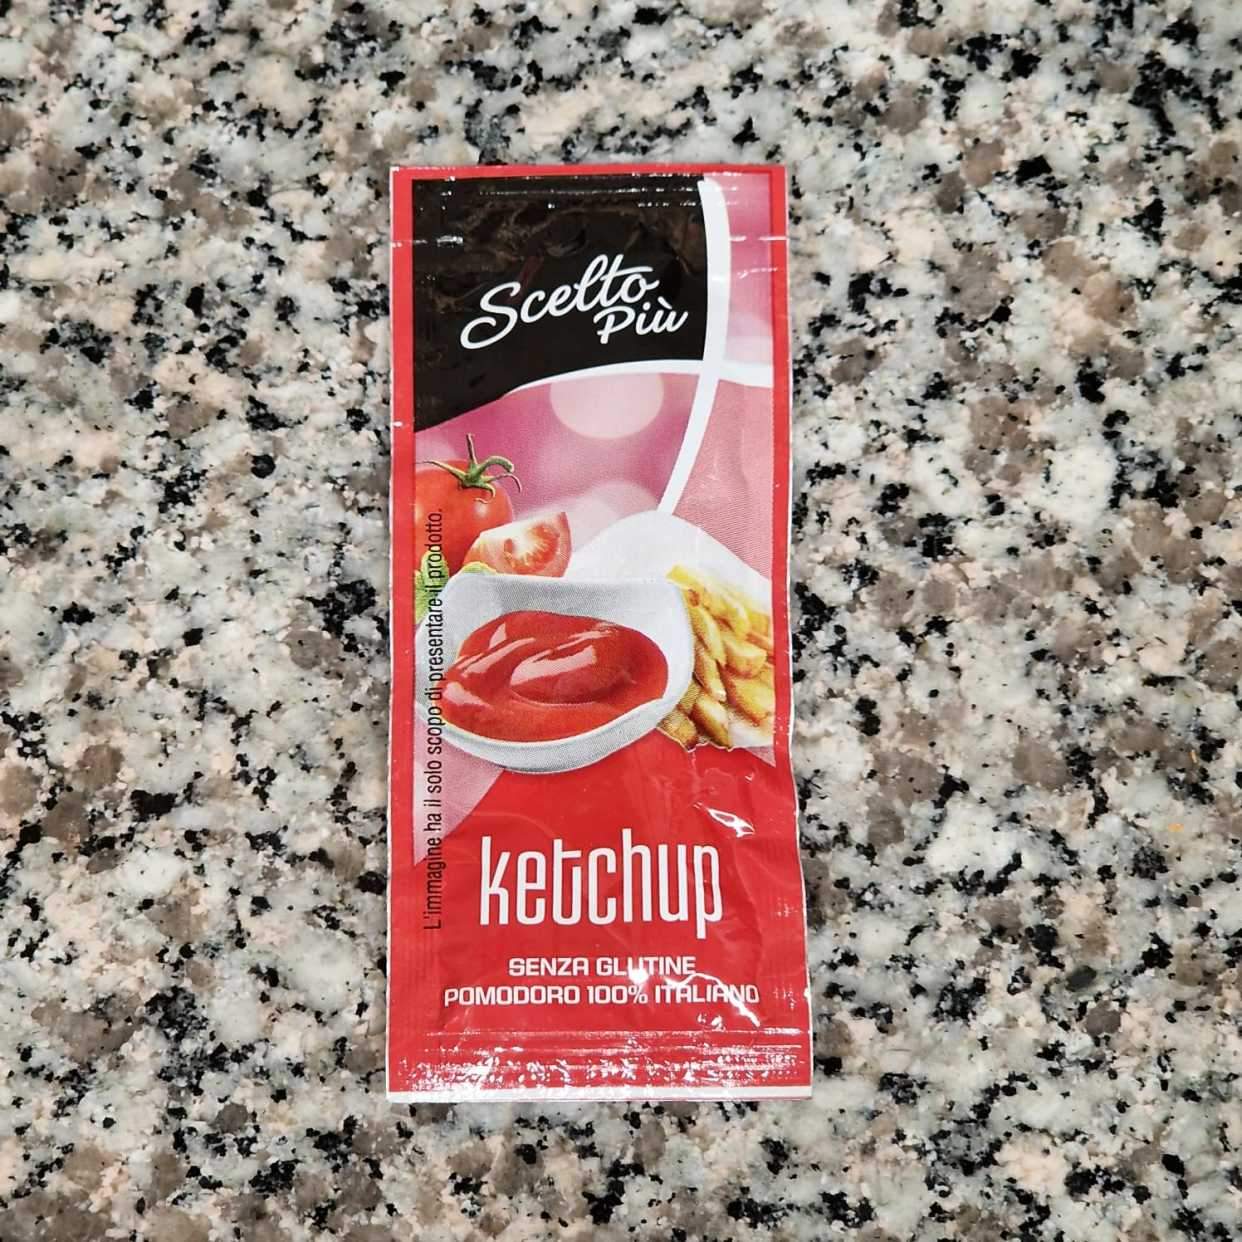 Scelto
Più
L'immagine ha il solo scopo di presentare il prodotto.
ketchup
SENZA GLUTINE
POMODORO 100% ITALIANO